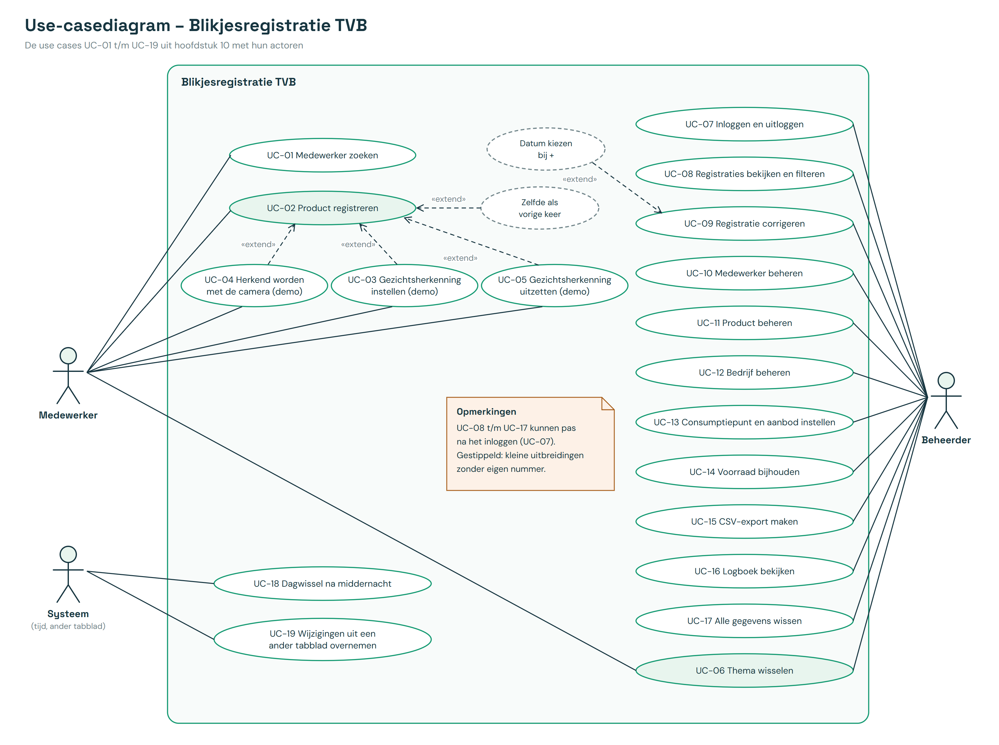 Use-casediagram – Blikjesregistratie TVB
De use cases UC-01 t/m UC-19 uit hoofdstuk 10 met hun actoren
Blikjesregistratie TVB
UC-01 Medewerker zoeken
UC-02 Product registreren
«extend»
Datum kiezen
bij +
«extend»
Zelfde als
vorige keer
«extend»
«extend»
«extend»
UC-04 Herkend worden
met de camera (demo)
UC-03 Gezichtsherkenning
instellen (demo)
UC-05 Gezichtsherkenning
uitzetten (demo)
UC-07 Inloggen en uitloggen
UC-08 Registraties bekijken en filteren
UC-09 Registratie corrigeren
UC-10 Medewerker beheren
UC-11 Product beheren
UC-12 Bedrijf beheren
UC-13 Consumptiepunt en aanbod instellen
UC-14 Voorraad bijhouden
UC-15 CSV-export maken
UC-16 Logboek bekijken
UC-17 Alle gegevens wissen
UC-06 Thema wisselen
Medewerker
Opmerkingen
UC-08 t/m UC-17 kunnen pas
na het inloggen (UC-07).
Gestippeld: kleine uitbreidingen
zonder eigen nummer.
Beheerder
Systeem
(tijd, ander tabblad)
UC-18 Dagwissel na middernacht
UC-19 Wijzigingen uit een
ander tabblad overnemen